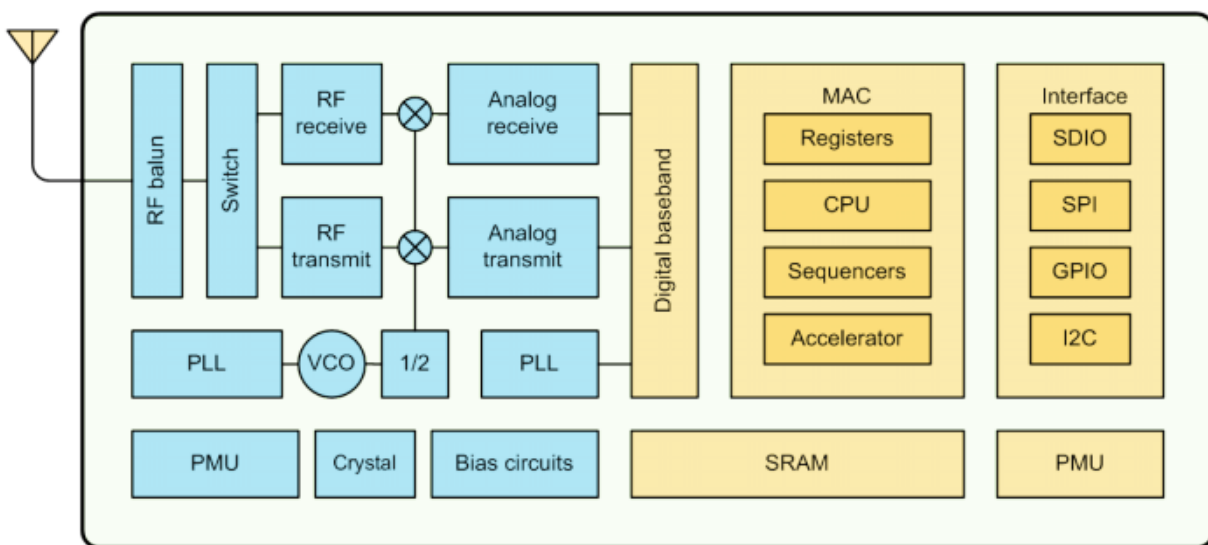 RF balun
Switch
RF
receive
Analog
receive
RF
transmit
Analog
transmit
PLL
VCO
1/2
PLL
PMU
Crystal
Bias circuits
Digital baseband
MAC
Registers
CPU
Sequencers
Accelerator
Interface
SDIO
SPI
GPIO
I2C
SRAM
PMU